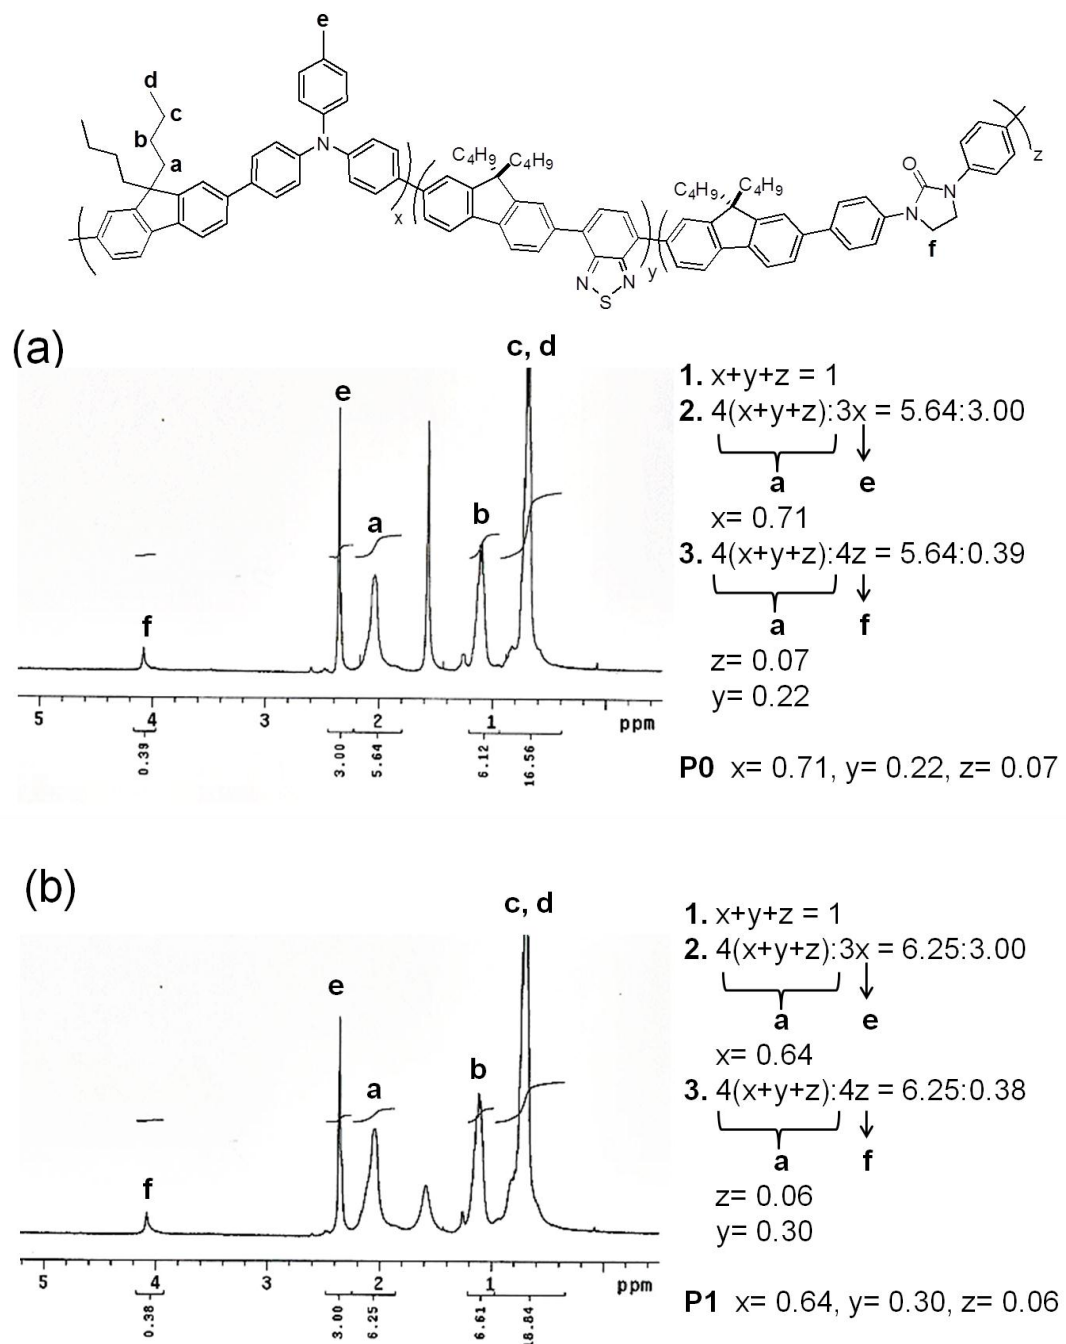 e
d
c
b
a
N
x
C₄H₉ C₄H₉
N N
S
y
C₄H₉ C₄H₉
O
N
N
z
f
(a)
c, d
e
a
b
f
5 4 3 2 1 ppm
0.39 3.00 5.64 6.12 16.56
1. x+y+z = 1
2. 4(x+y+z):3x = 5.64:3.00
a e
x= 0.71
3. 4(x+y+z):4z = 5.64:0.39
a f
z= 0.07
y= 0.22
P0 x= 0.71, y= 0.22, z= 0.07
(b)
c, d
e
a
b
f
5 4 3 2 1 ppm
0.38 3.00 6.25 6.61 18.84
1. x+y+z = 1
2. 4(x+y+z):3x = 6.25:3.00
a e
x= 0.64
3. 4(x+y+z):4z = 6.25:0.38
a f
z= 0.06
y= 0.30
P1 x= 0.64, y= 0.30, z= 0.06